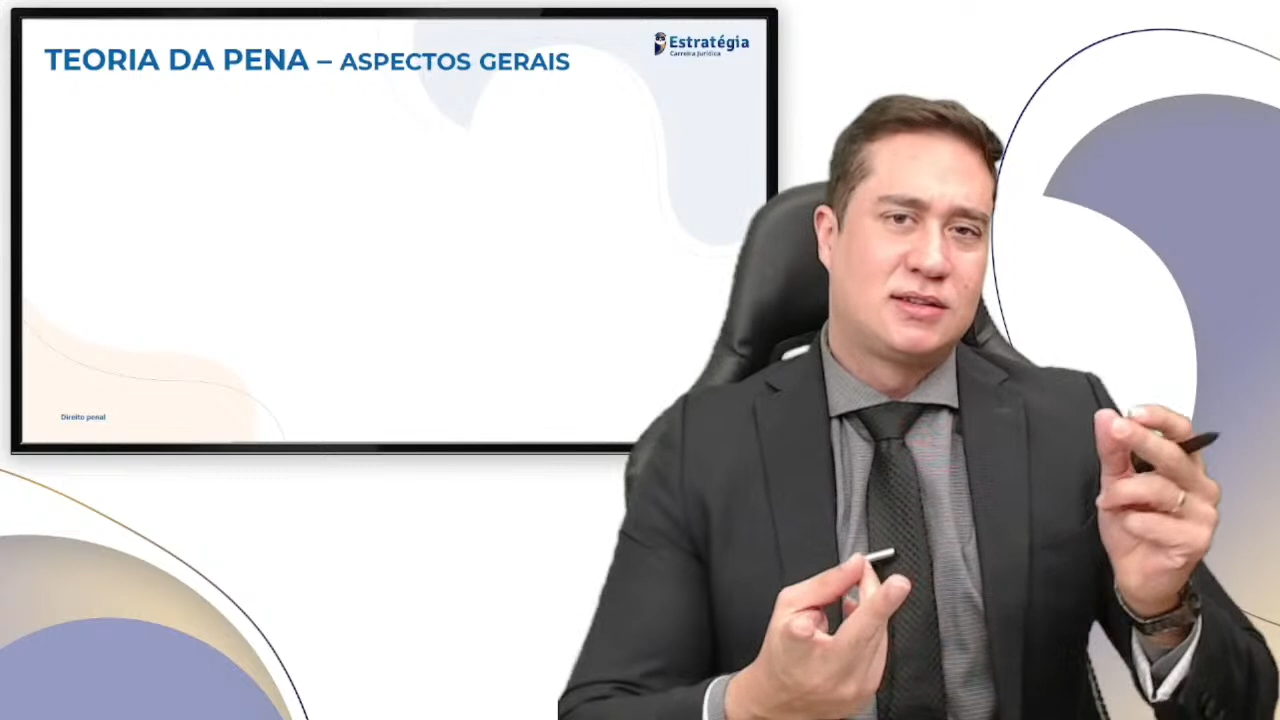 TEORIA DA PENA – ASPECTOS GERAIS
Estratégia
Carreira Jurídica
Direito penal